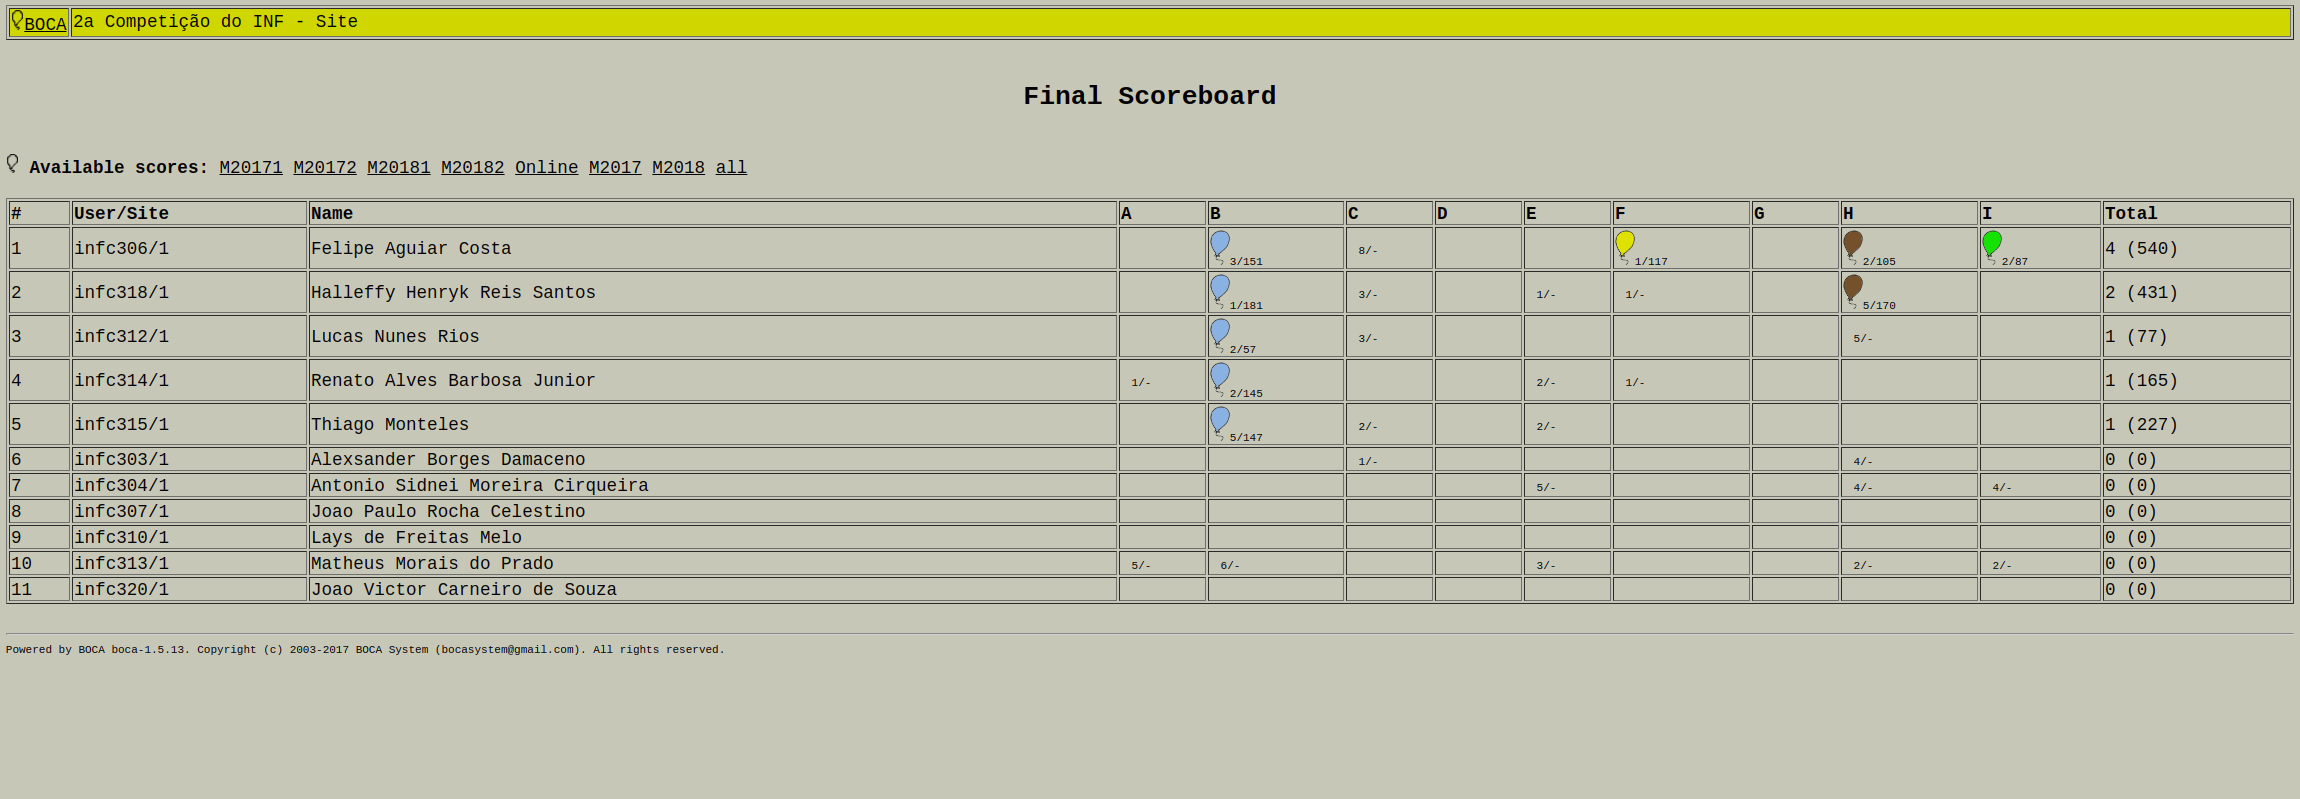 BOCA 2a Competição do INF - Site
Final Scoreboard
Available scores: M20171 M20172 M20181 M20182 Online M2017 M2018 all
# User/Site Name A B C D E F G H I Total
1 infc306/1 Felipe Aguiar Costa 3/151 8/- 1/117 2/105 2/87 4 (540)
2 infc318/1 Halleffy Henryk Reis Santos 1/181 3/- 1/- 1/- 5/170 2 (431)
3 infc312/1 Lucas Nunes Rios 2/57 3/- 5/- 1 (77)
4 infc314/1 Renato Alves Barbosa Junior 1/- 2/145 2/- 1/- 1 (165)
5 infc315/1 Thiago Monteles 5/147 2/- 2/- 1 (227)
6 infc303/1 Alexsander Borges Damaceno 1/- 4/- 0 (0)
7 infc304/1 Antonio Sidnei Moreira Cirqueira 5/- 4/- 4/- 0 (0)
8 infc307/1 Joao Paulo Rocha Celestino 0 (0)
9 infc310/1 Lays de Freitas Melo 0 (0)
10 infc313/1 Matheus Morais do Prado 5/- 6/- 3/- 2/- 2/- 0 (0)
11 infc320/1 Joao Victor Carneiro de Souza 0 (0)
Powered by BOCA boca-1.5.13. Copyright (c) 2003-2017 BOCA System (bocasystem@gmail.com). All rights reserved.